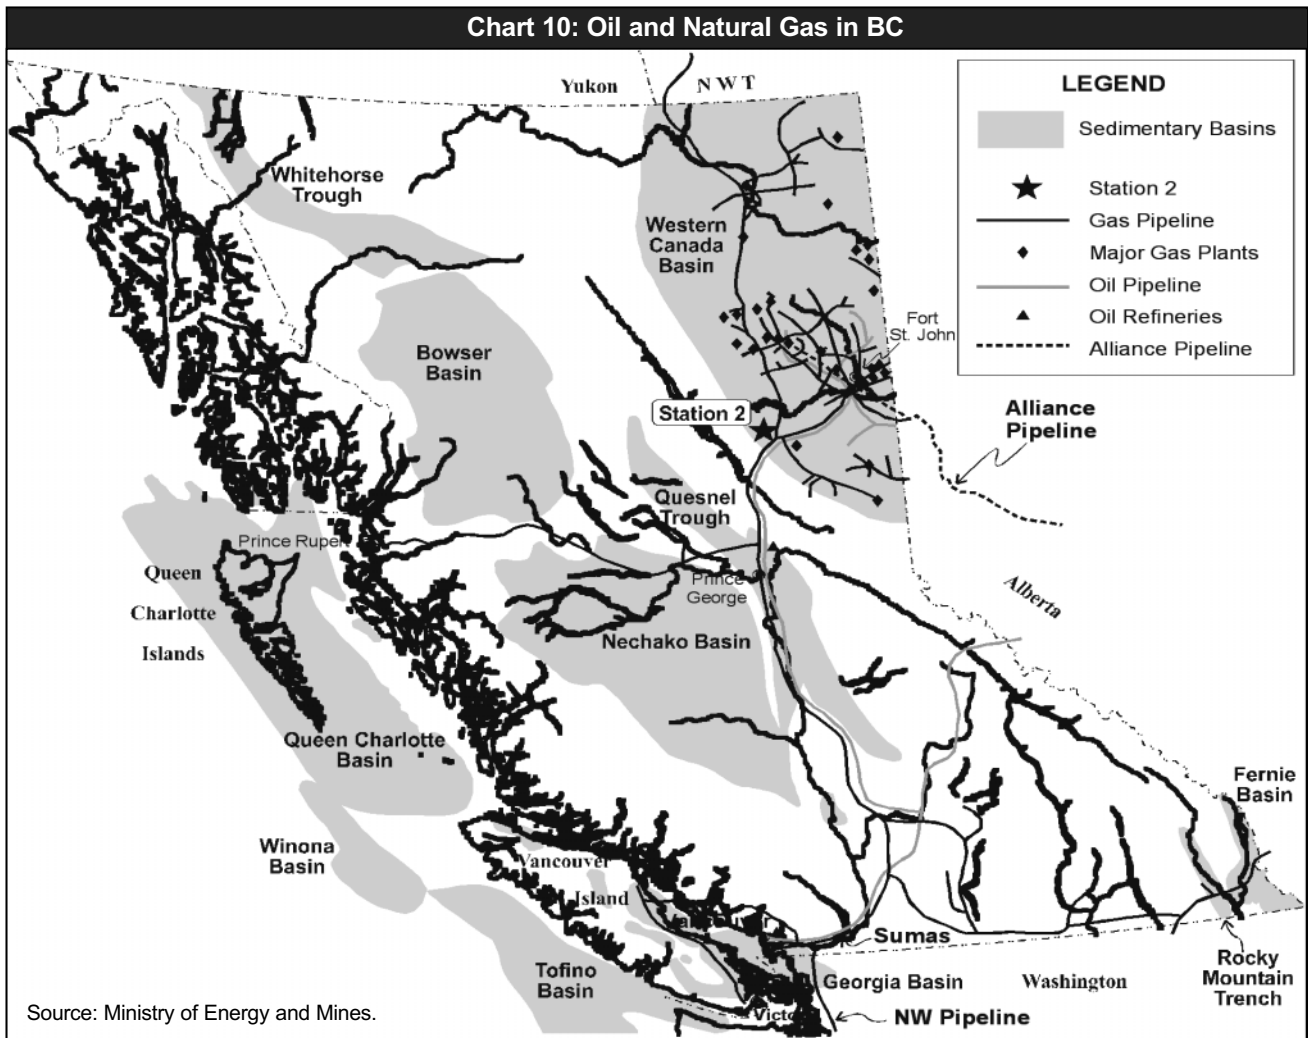 Chart 10: Oil and Natural Gas in BC
Yukon
N W T
LEGEND
Sedimentary Basins
Station 2
Gas Pipeline
Major Gas Plants
Oil Pipeline
Oil Refineries
Alliance Pipeline
Whitehorse
Trough
Western
Canada
Basin
Fort
St. John
Bowser
Basin
Station 2
Alliance
Pipeline
Quesnel
Trough
Prince Rupert
Queen
Charlotte
Islands
Prince
George
Alberta
Nechako Basin
Queen Charlotte
Basin
Fernie
Basin
Winona
Basin
Vancouver
Island
Vancouver
Sumas
Tofino
Basin
Georgia Basin
Washington
Rocky
Mountain
Trench
Source: Ministry of Energy and Mines.
NW Pipeline